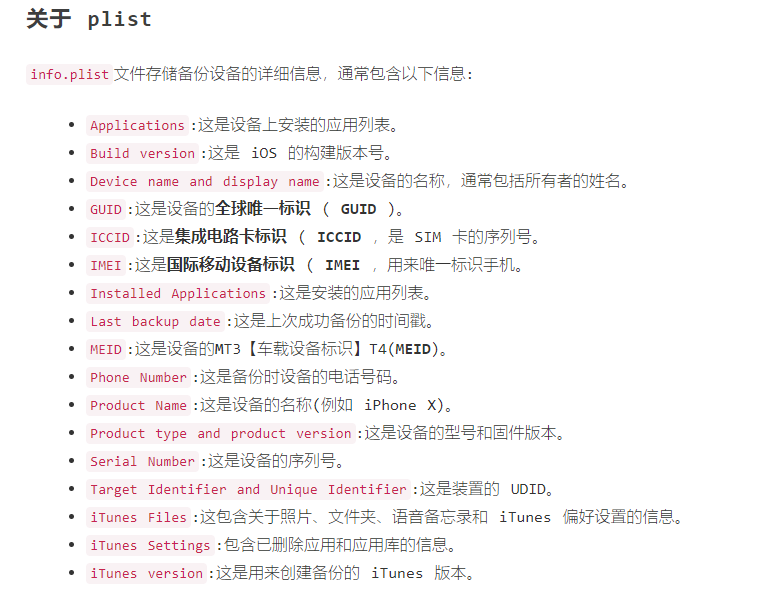 关于 plist
info.plist 文件存储备份设备的详细信息，通常包含以下信息：
• Applications :这是设备上安装的应用列表。
• Build version :这是 iOS 的构建版本号。
• Device name and display name :这是设备的名称，通常包括所有者的姓名。
• GUID :这是设备的全球唯一标识 ( GUID )。
• ICCID :这是集成电路卡标识 ( ICCID ，是 SIM 卡的序列号。
• IMEI :这是国际移动设备标识 ( IMEI ，用来唯一标识手机。
• Installed Applications :这是安装的应用列表。
• Last backup date :这是上次成功备份的时间戳。
• MEID :这是设备的MT3【车载设备标识】T4(MEID)。
• Phone Number :这是备份时设备的电话号码。
• Product Name :这是设备的名称(例如 iPhone X)。
• Product type and product version :这是设备的型号和固件版本。
• Serial Number :这是设备的序列号。
• Target Identifier and Unique Identifier :这是装置的 UDID。
• iTunes Files :这包含关于照片、文件夹、语音备忘录和 iTunes 偏好设置的信息。
• iTunes Settings :包含已删除应用和应用库的信息。
• iTunes version :这是用来创建备份的 iTunes 版本。